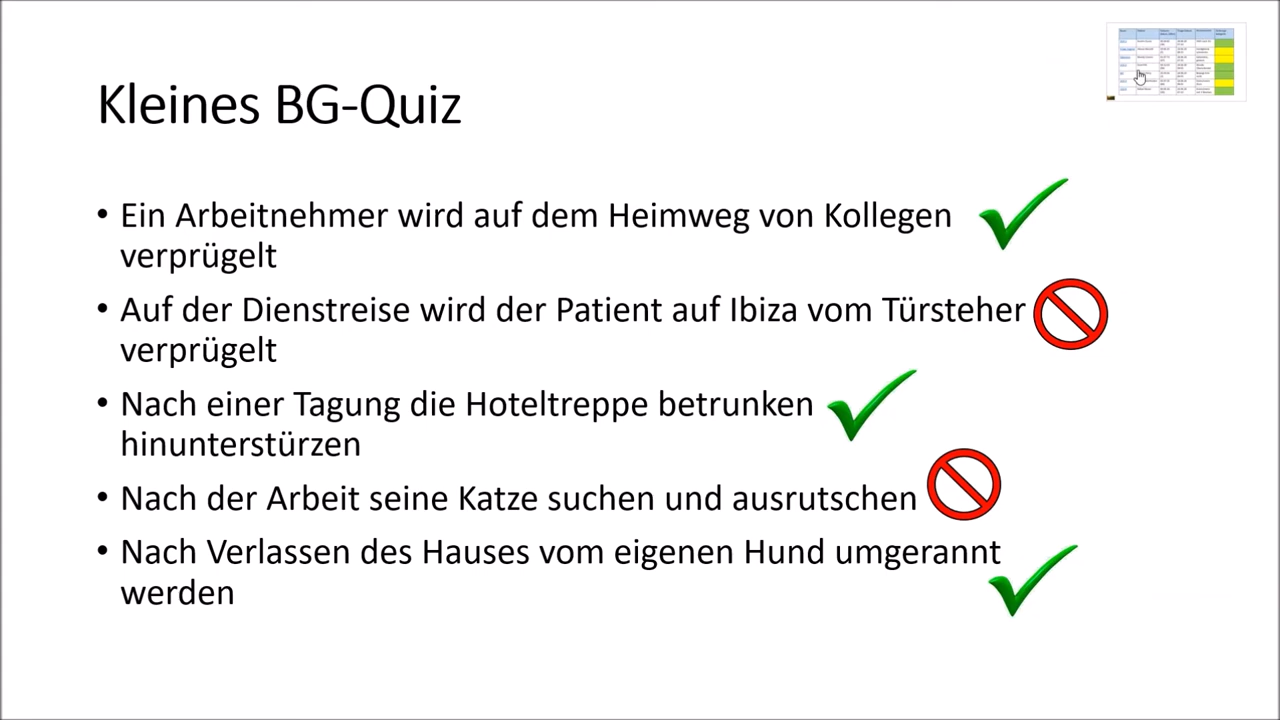 Kleines BG-Quiz
• Ein Arbeitnehmer wird auf dem Heimweg von Kollegen
verprügelt
• Auf der Dienstreise wird der Patient auf Ibiza vom Türsteher
verprügelt
• Nach einer Tagung die Hoteltreppe betrunken
hinunterstürzen
• Nach der Arbeit seine Katze suchen und ausrutschen
• Nach Verlassen des Hauses vom eigenen Hund umgerannt
werden